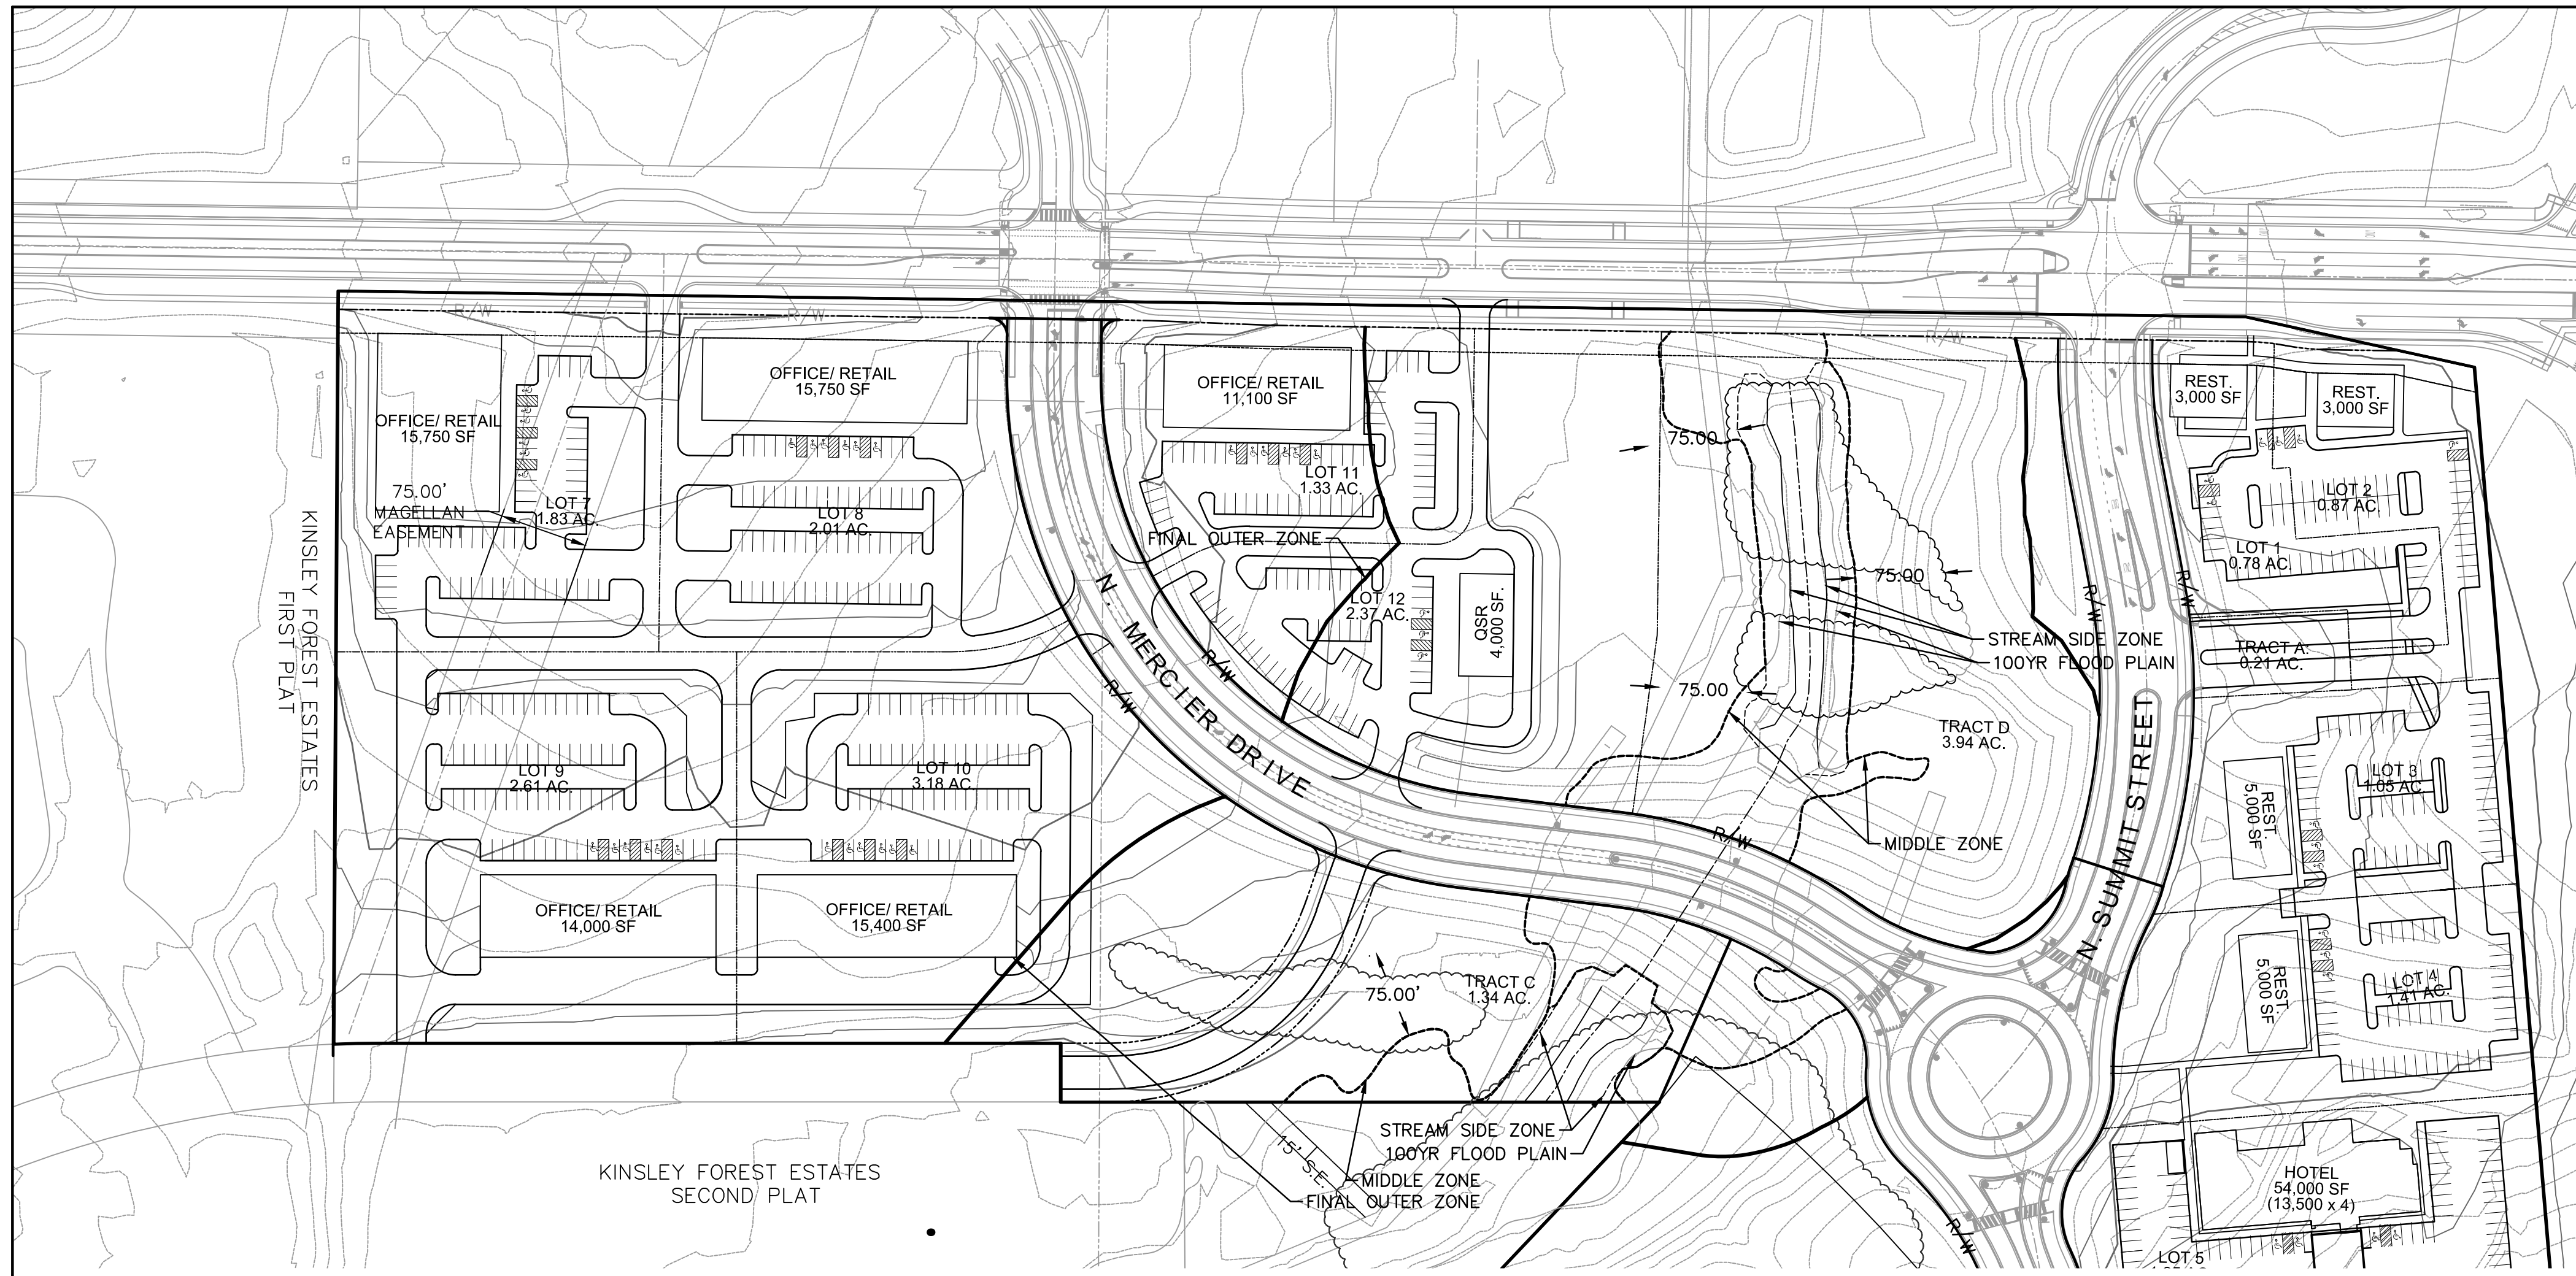 R/W
R/W
R/W
OFFICE/ RETAIL
15,750 SF
OFFICE/ RETAIL
15,750 SF
OFFICE/ RETAIL
11,100 SF
REST.
3,000 SF
REST.
3,000 SF
75.00'
MAGELLAN
EASEMENT
LOT 7
1.83 AC.
LOT 8
2.01 AC.
LOT 11
1.33 AC.
FINAL OUTER ZONE
LOT 12
2.37 AC.
QSR
4,000 SF.
75.00
75.00
75.00
STREAM SIDE ZONE
100YR FLOOD PLAIN
TRACT D
3.94 AC.
MIDDLE ZONE
LOT 2
0.87 AC.
LOT 1
0.78 AC.
TRACT A
0.21 AC.
R/W
R/W
KINSLEY FOREST ESTATES
FIRST PLAT
N. MERCIER DRIVE
R/W
R/W
R/W
N. SUMMIT STREET
LOT 9
2.61 AC.
LOT 10
3.18 AC.
LOT 3
1.05 AC.
REST.
5,000 SF
OFFICE/ RETAIL
14,000 SF
OFFICE/ RETAIL
15,400 SF
75.00'
TRACT C
1.34 AC.
REST.
5,000 SF
LOT 4
1.41 AC.
STREAM SIDE ZONE
100YR FLOOD PLAIN
MIDDLE ZONE
FINAL OUTER ZONE
15' S.E.
KINSLEY FOREST ESTATES
SECOND PLAT
HOTEL
54,000 SF
(13,500 x 4)
R/W
LOT 5